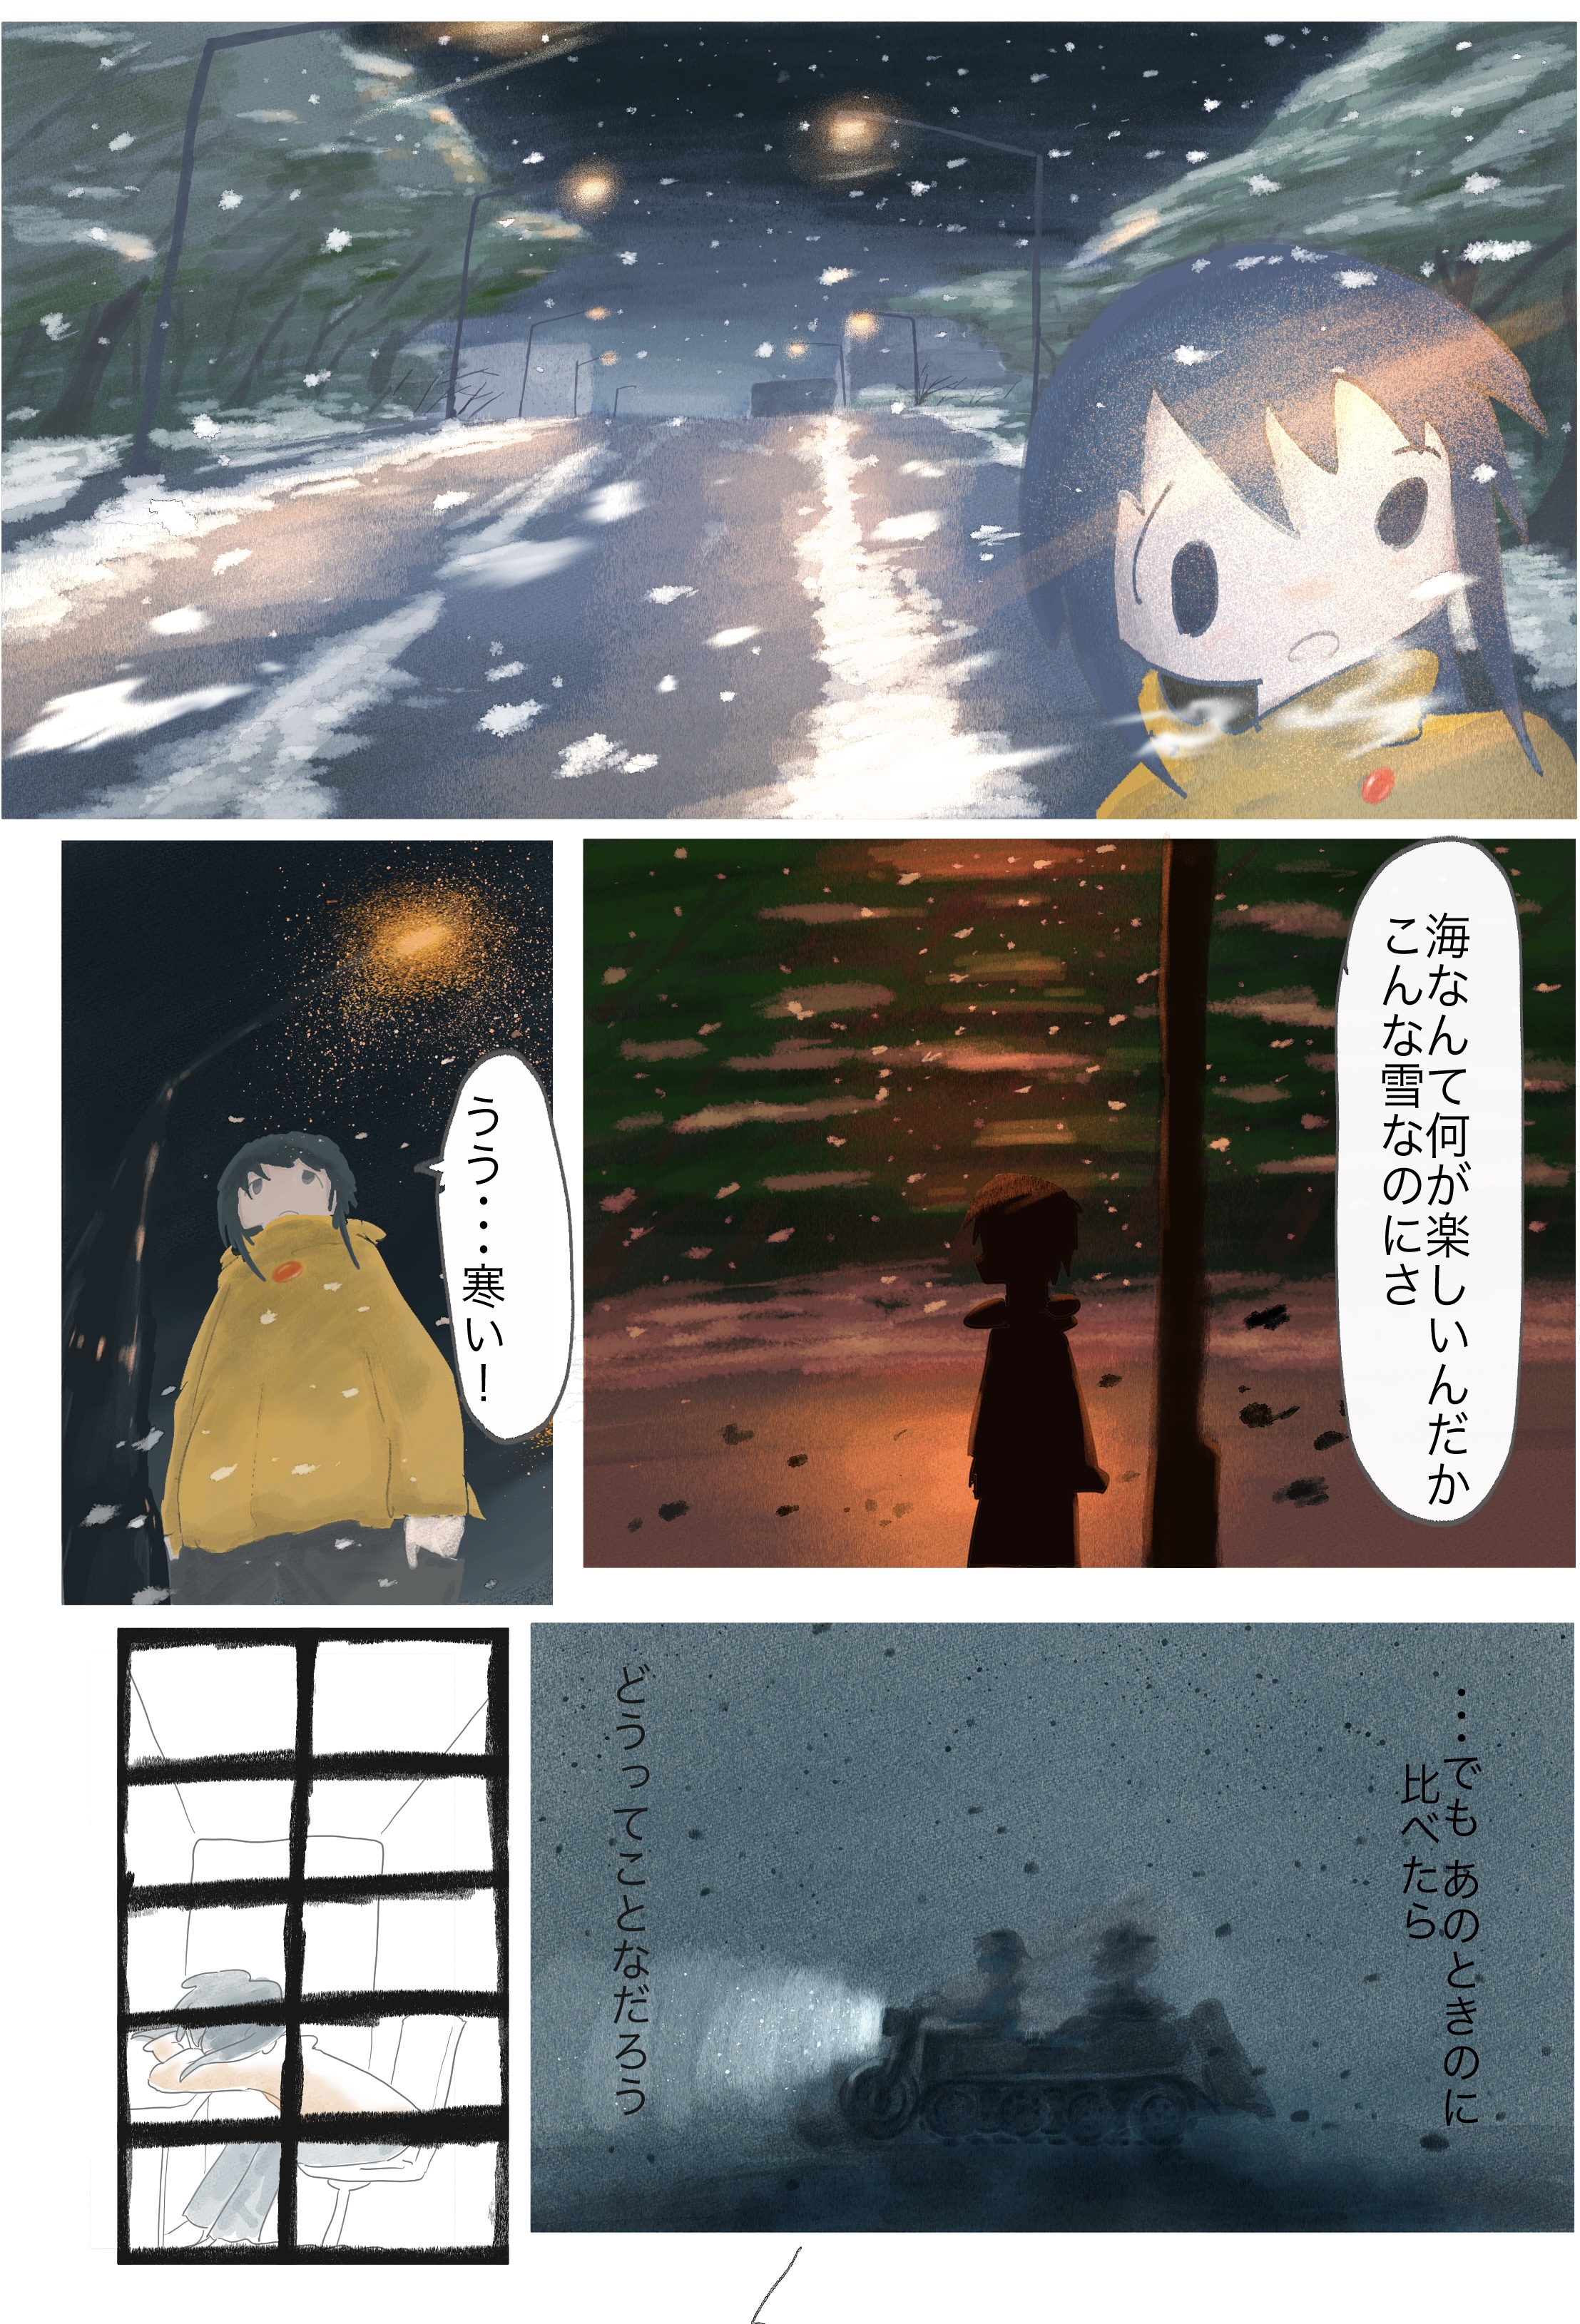 海なんて何が楽しいんだか
こんな雪なのにさ
うう・・・寒い！
・・・でも あのときのに
比べたら
どうってことなだろう